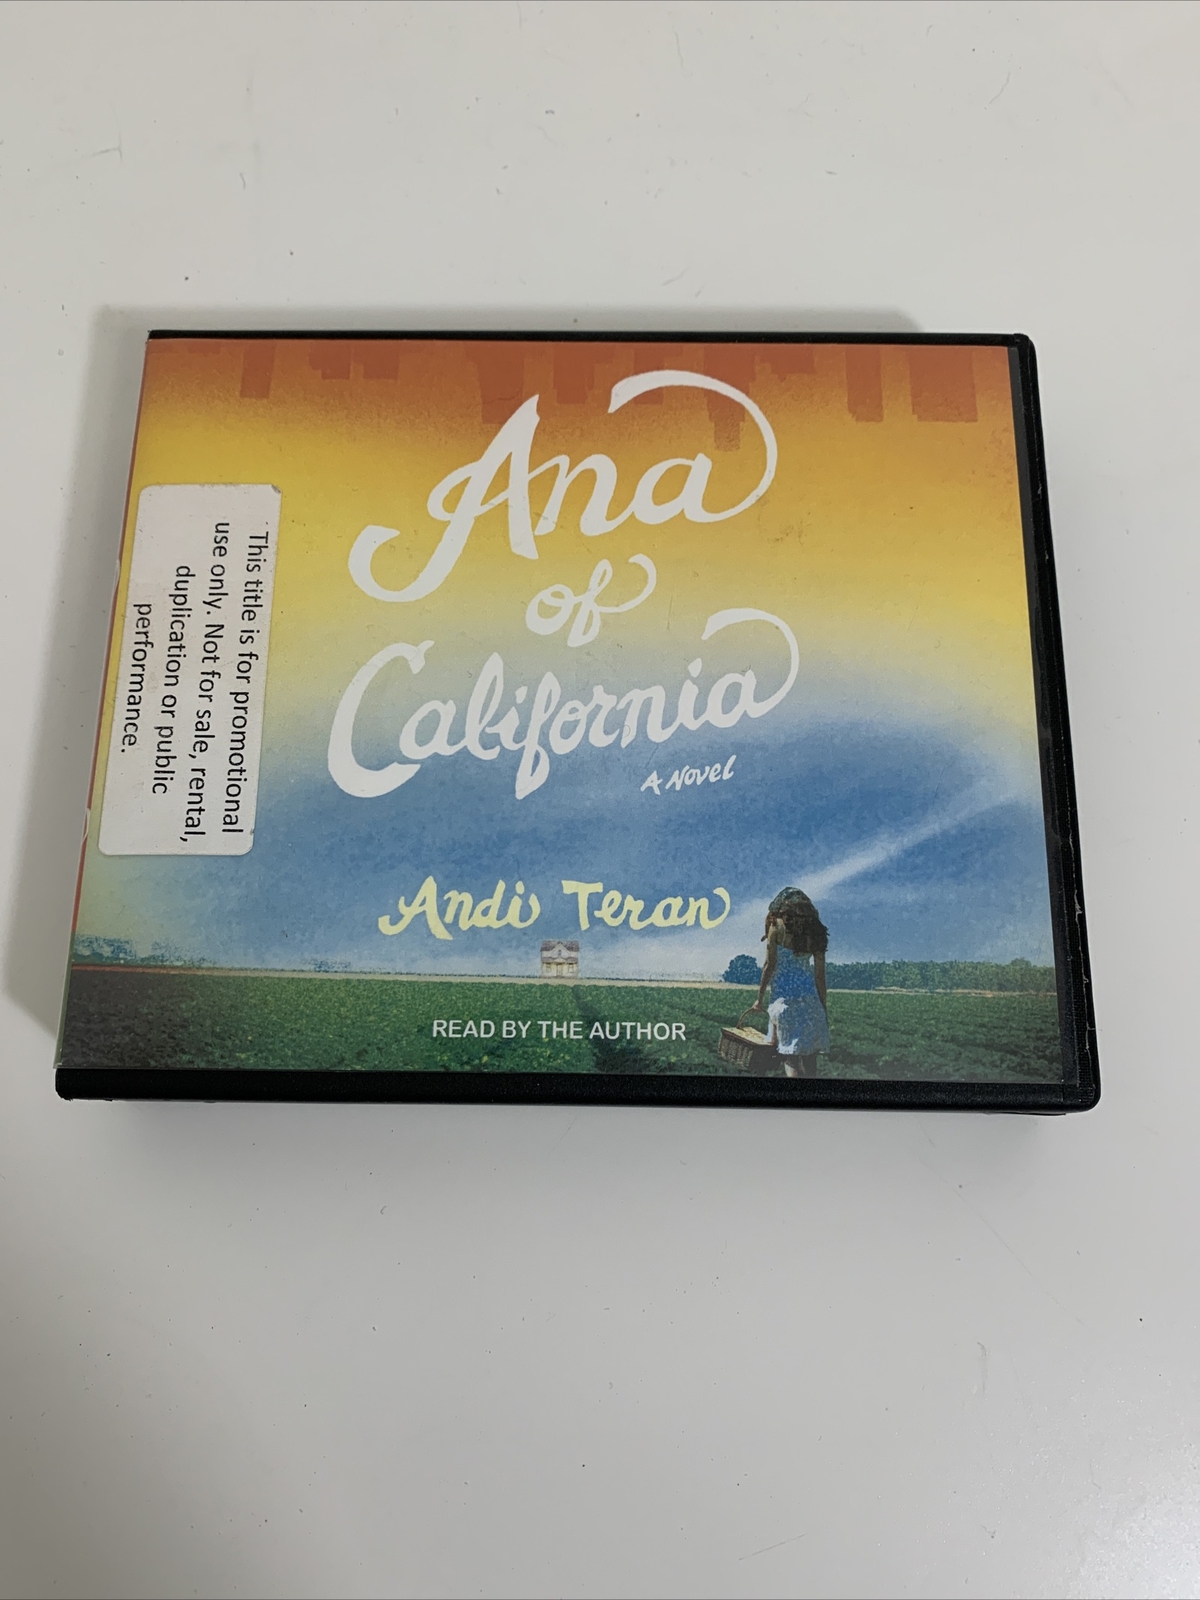 Ana
of
California
A Novel
Andi Teran
READ BY THE AUTHOR
This title is for promotional
use only. Not for sale, rental,
duplication or public
performance.